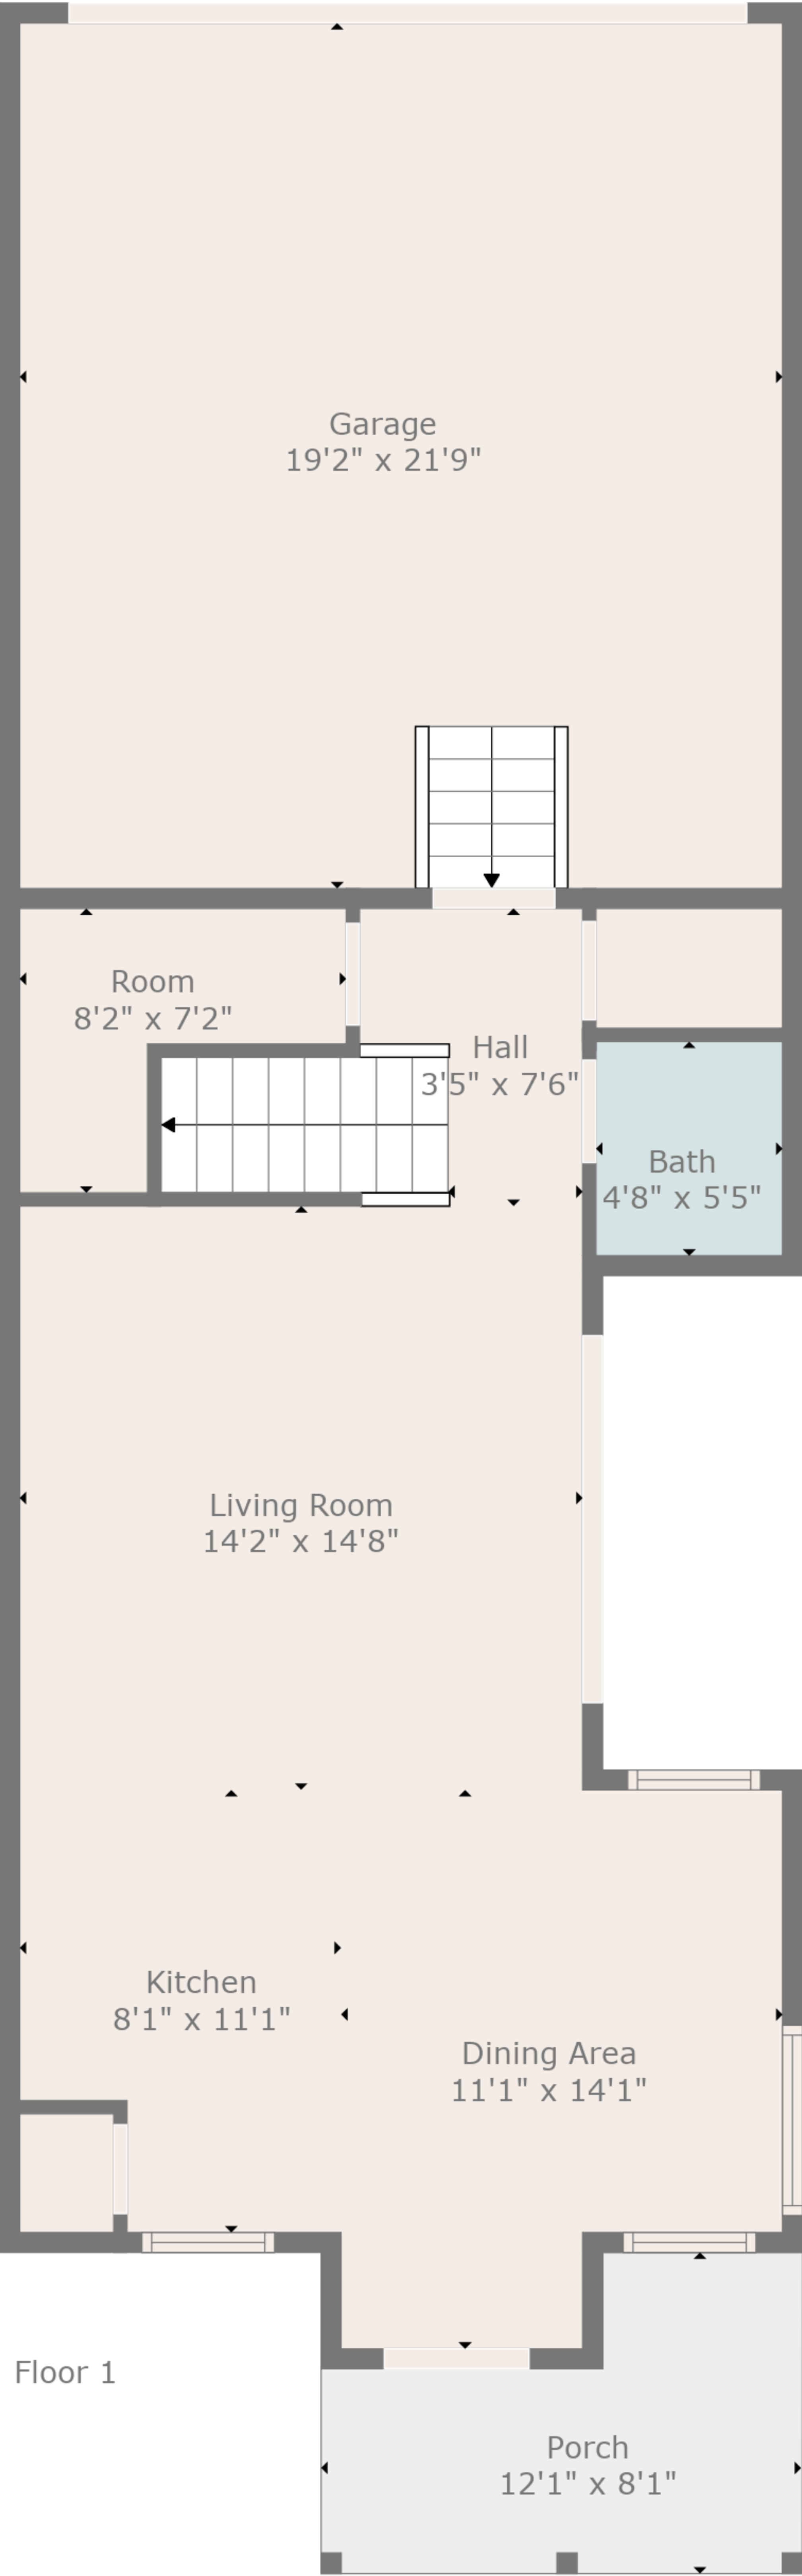 Garage
19'2" x 21'9"
Room
8'2" x 7'2"
Hall
3'5" x 7'6"
Bath
4'8" x 5'5"
Living Room
14'2" x 14'8"
Kitchen
8'1" x 11'1"
Dining Area
11'1" x 14'1"
Floor 1
Porch
12'1" x 8'1"